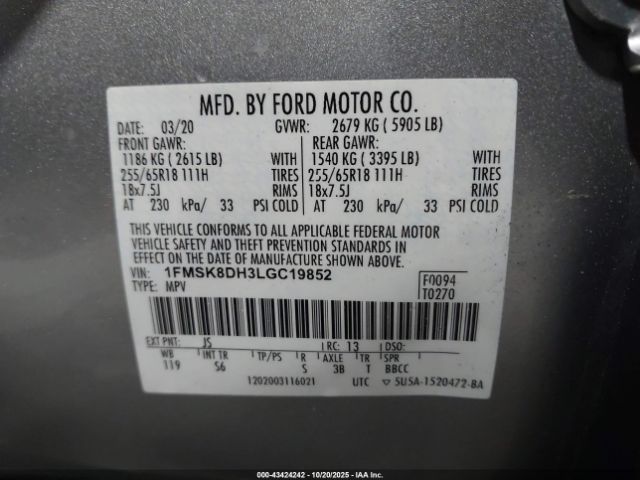 MFD. BY FORD MOTOR CO.
DATE: 03/20 GVWR: 2679 KG ( 5905 LB)
FRONT GAWR: REAR GAWR:
1186 KG ( 2615 LB) WITH 1540 KG ( 3395 LB) WITH
255/65R18 111H TIRES 255/65R18 111H TIRES
18x7.5J RIMS 18x7.5J RIMS
AT 230 kPa/ 33 PSI COLD AT 230 kPa/ 33 PSI COLD
THIS VEHICLE CONFORMS TO ALL APPLICABLE FEDERAL MOTOR
VEHICLE SAFETY AND THEFT PREVENTION STANDARDS IN
EFFECT ON THE DATE OF MANUFACTURE SHOWN ABOVE.
VIN: 1FMSK8DH3LGC19852 F0094
TYPE: MPV T0270
EXT PNT: JS RC: 13 DSO:
WB INT TR TP/PS R AXLE TR SPR
119 S6 S 3B T BBCC
1202003116021 UTC ▽ 5U5A-1520472-BA
000-43424242 | 10/20/2025 | IAA Inc.